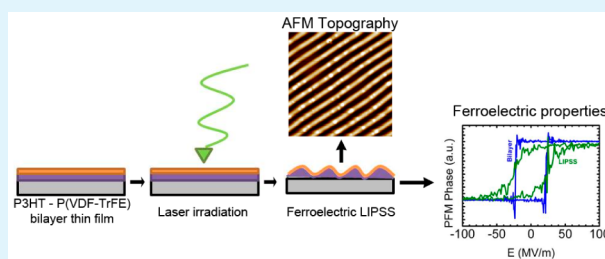 AFM Topography
Ferroelectric properties
Bilayer
LIPSS
PFM Phase (a.u.)
-100 -50 0 50 100
E (MV/m)
P3HT - P(VDF-TrFE)
bilayer thin film
Laser irradiation
Ferroelectric LIPSS